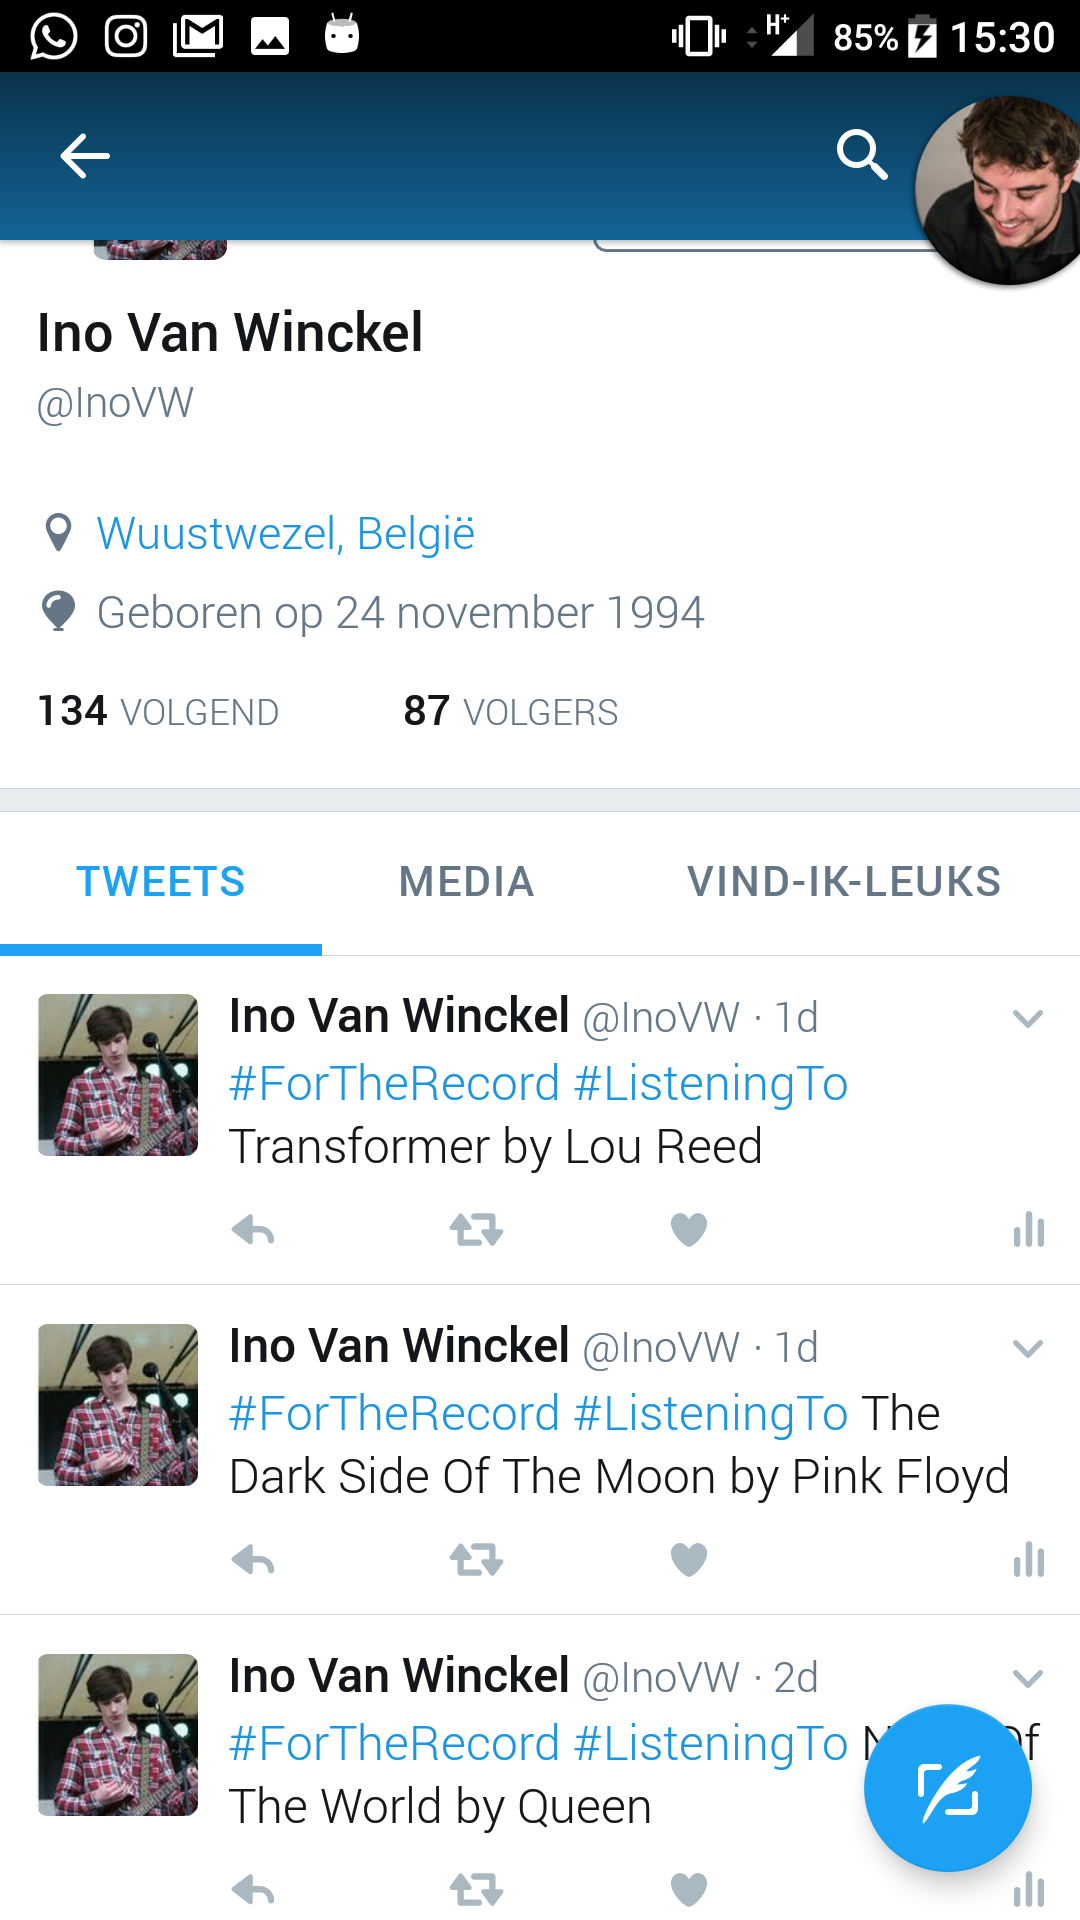 H+ 85% 15:30
Ino Van Winckel
@InoVW
Wuustwezel, België
Geboren op 24 november 1994
134 VOLGEND 87 VOLGERS
TWEETS MEDIA VIND-IK-LEUKS
Ino Van Winckel @InoVW · 1d
#ForTheRecord #ListeningTo
Transformer by Lou Reed
Ino Van Winckel @InoVW · 1d
#ForTheRecord #ListeningTo The
Dark Side Of The Moon by Pink Floyd
Ino Van Winckel @InoVW · 2d
#ForTheRecord #ListeningTo
The World by Queen